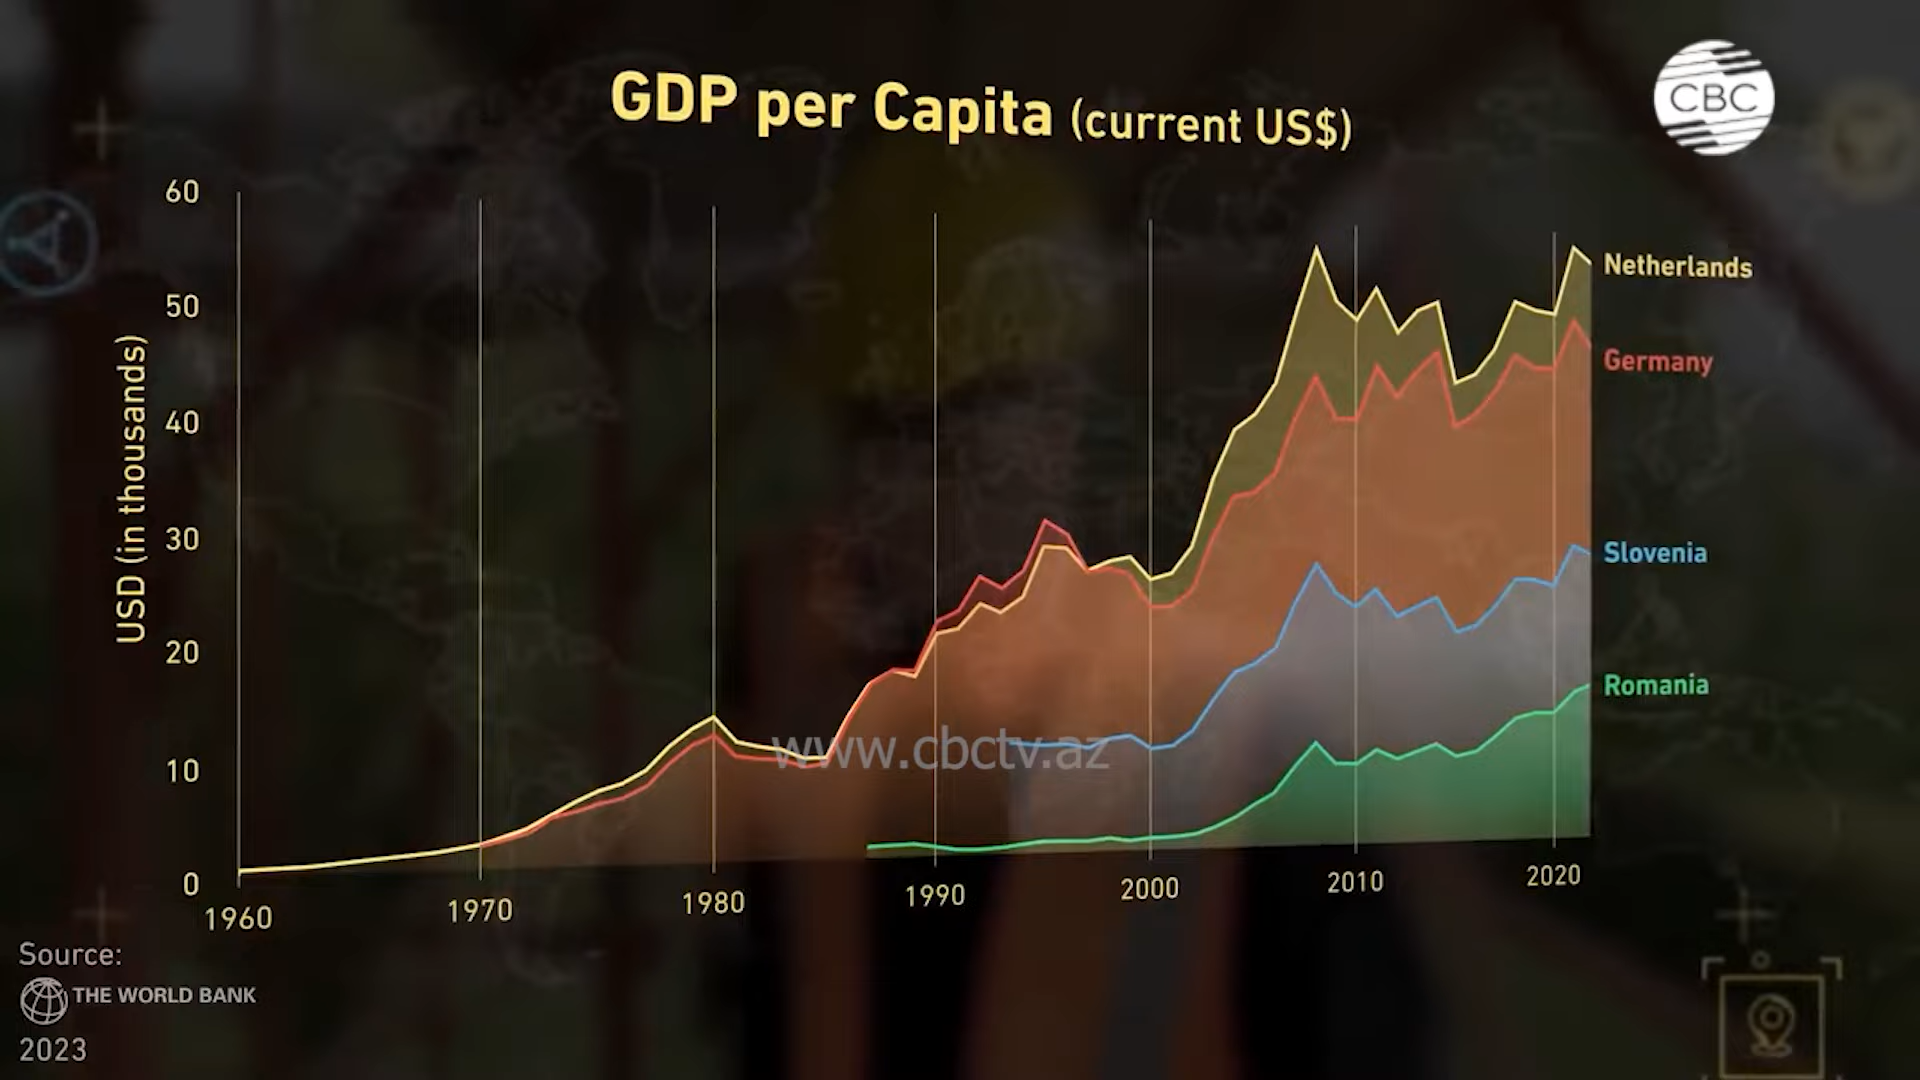 GDP per Capita (current US$)
CBC
60
50
40
30
20
10
0
USD (in thousands)
Netherlands
Germany
Slovenia
Romania
www.cbctv.az
1960
1970
1980
1990
2000
2010
2020
Source:
THE WORLD BANK
2023